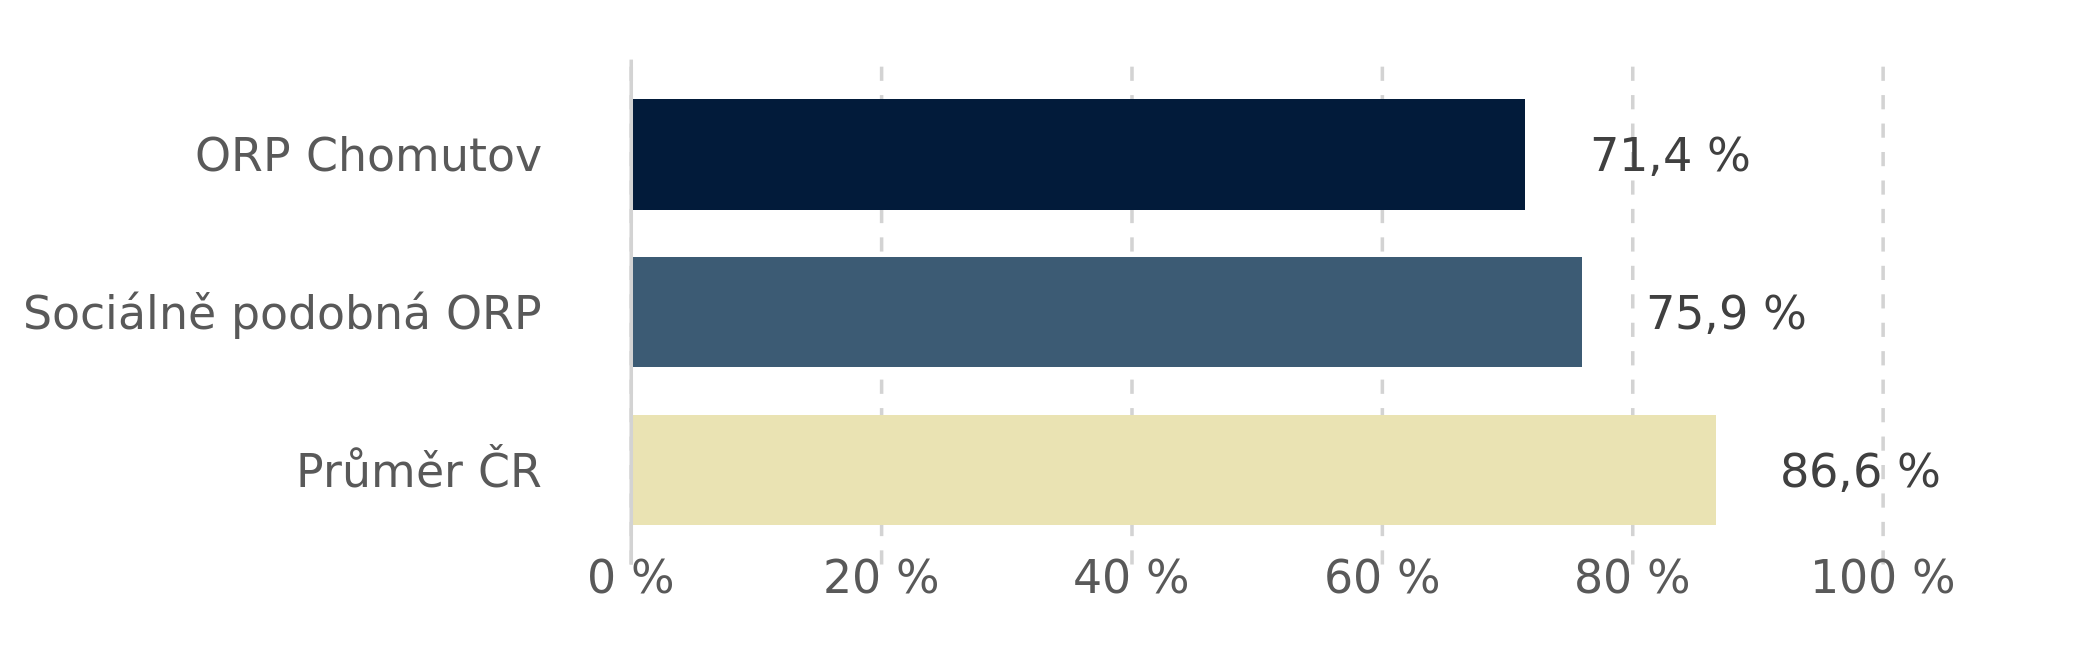 ORP Chomutov 71,4 %
Sociálně podobná ORP 75,9 %
Průměr ČR 86,6 %
0 % 20 % 40 % 60 % 80 % 100 %